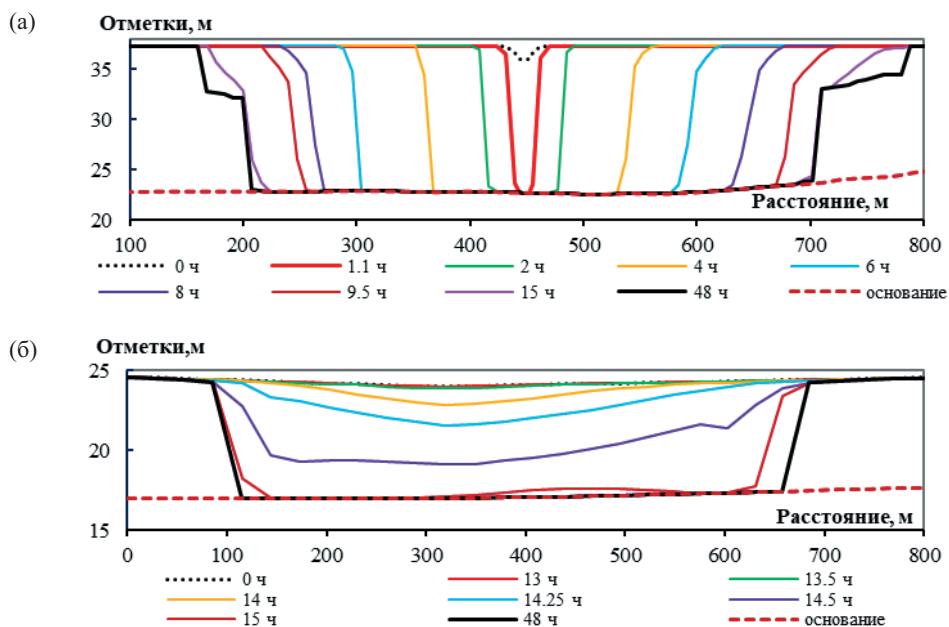 (а)
Отметки, м
35
30
25
20
100 200 300 400 500 600 700 800
Расстояние, м
0 ч 1.1 ч 2 ч 4 ч 6 ч
8 ч 9.5 ч 15 ч 48 ч основание
(б)
Отметки,м
25
20
15
0 100 200 300 400 500 600 700 800
Расстояние, м
0 ч 13 ч 13.5 ч
14 ч 14.25 ч 14.5 ч
15 ч 48 ч основание